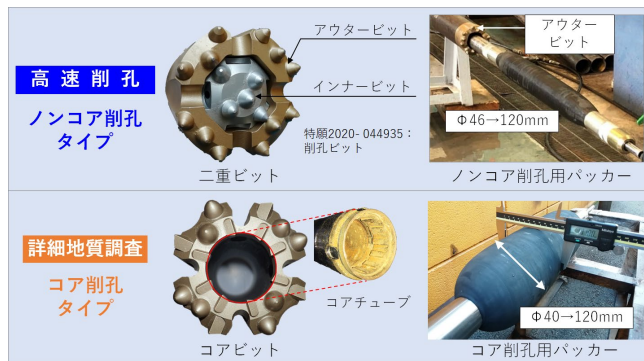 高速削孔
ノンコア削孔
タイプ
アウタービット
インナービット
特願2020-044935：
削孔ビット
二重ビット
アウター
ビット
Φ46→120mm
ノンコア削孔用パッカー
詳細地質調査
コア削孔
タイプ
コアチューブ
コアビット
Φ40→120mm
コア削孔用パッカー